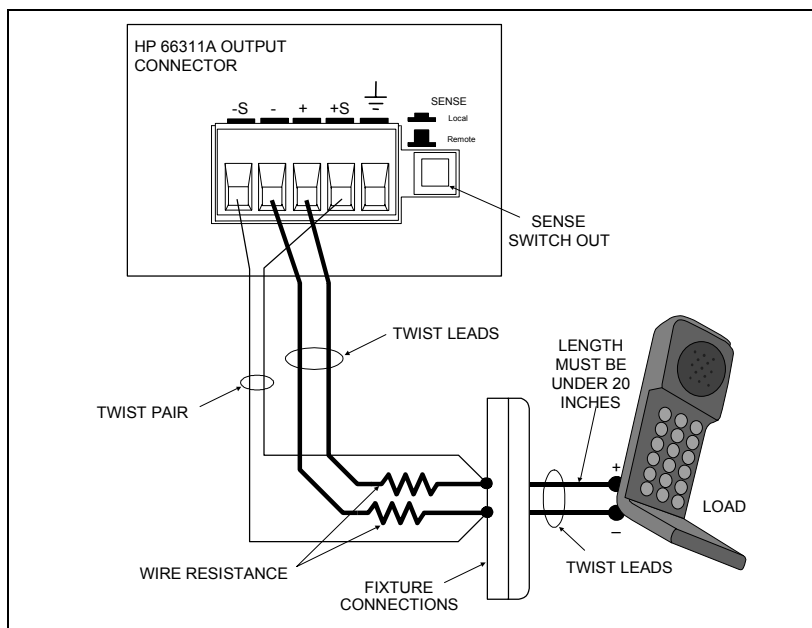 HP 66311A OUTPUT
CONNECTOR
-S - + +S
SENSE
Local
Remote
SENSE
SWITCH OUT
TWIST LEADS
LENGTH
MUST BE
UNDER 20
INCHES
TWIST PAIR
+
LOAD
–
WIRE RESISTANCE
FIXTURE
CONNECTIONS
TWIST LEADS